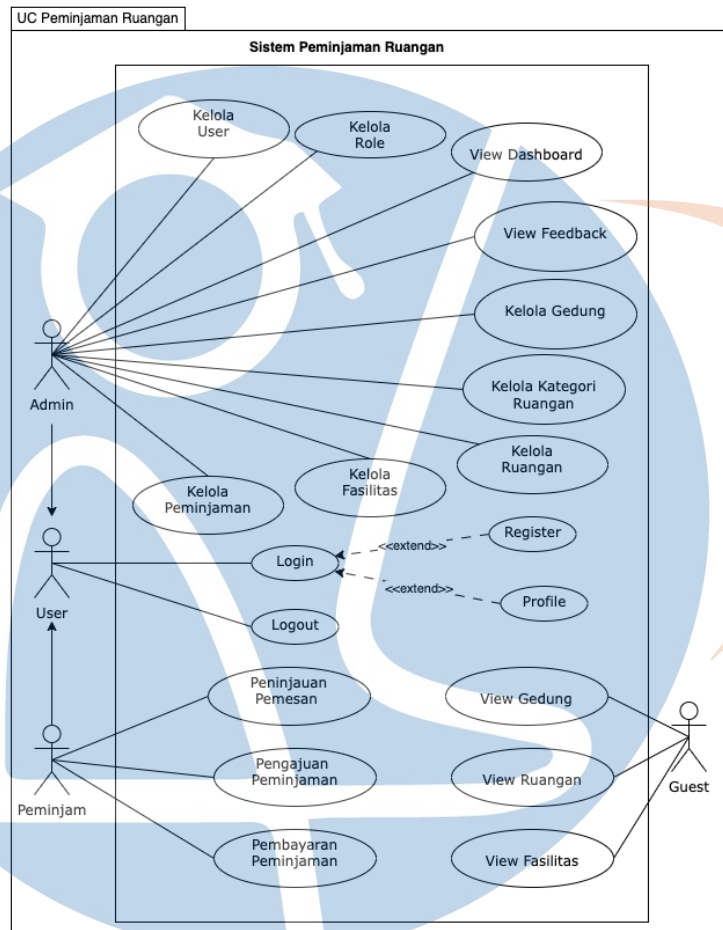 UC Peminjaman Ruangan
Sistem Peminjaman Ruangan
Kelola
User
Kelola
Role
View Dashboard
View Feedback
Kelola Gedung
Admin
Kelola Kategori
Ruangan
Kelola
Ruangan
Kelola
Fasilitas
Kelola
Peminjaman
User
Login
<<extend>>
Register
<<extend>>
Profile
Logout
Peninjauan
Pemesan
View Gedung
Peminjam
Pengajuan
Peminjaman
View Ruangan
Guest
Pembayaran
Peminjaman
View Fasilitas